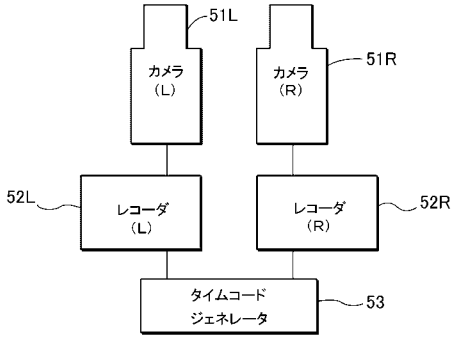 51L
カメラ
(L)
カメラ
(R)
51R
52L
レコーダ
(L)
レコーダ
(R)
52R
タイムコード
ジェネレータ
53